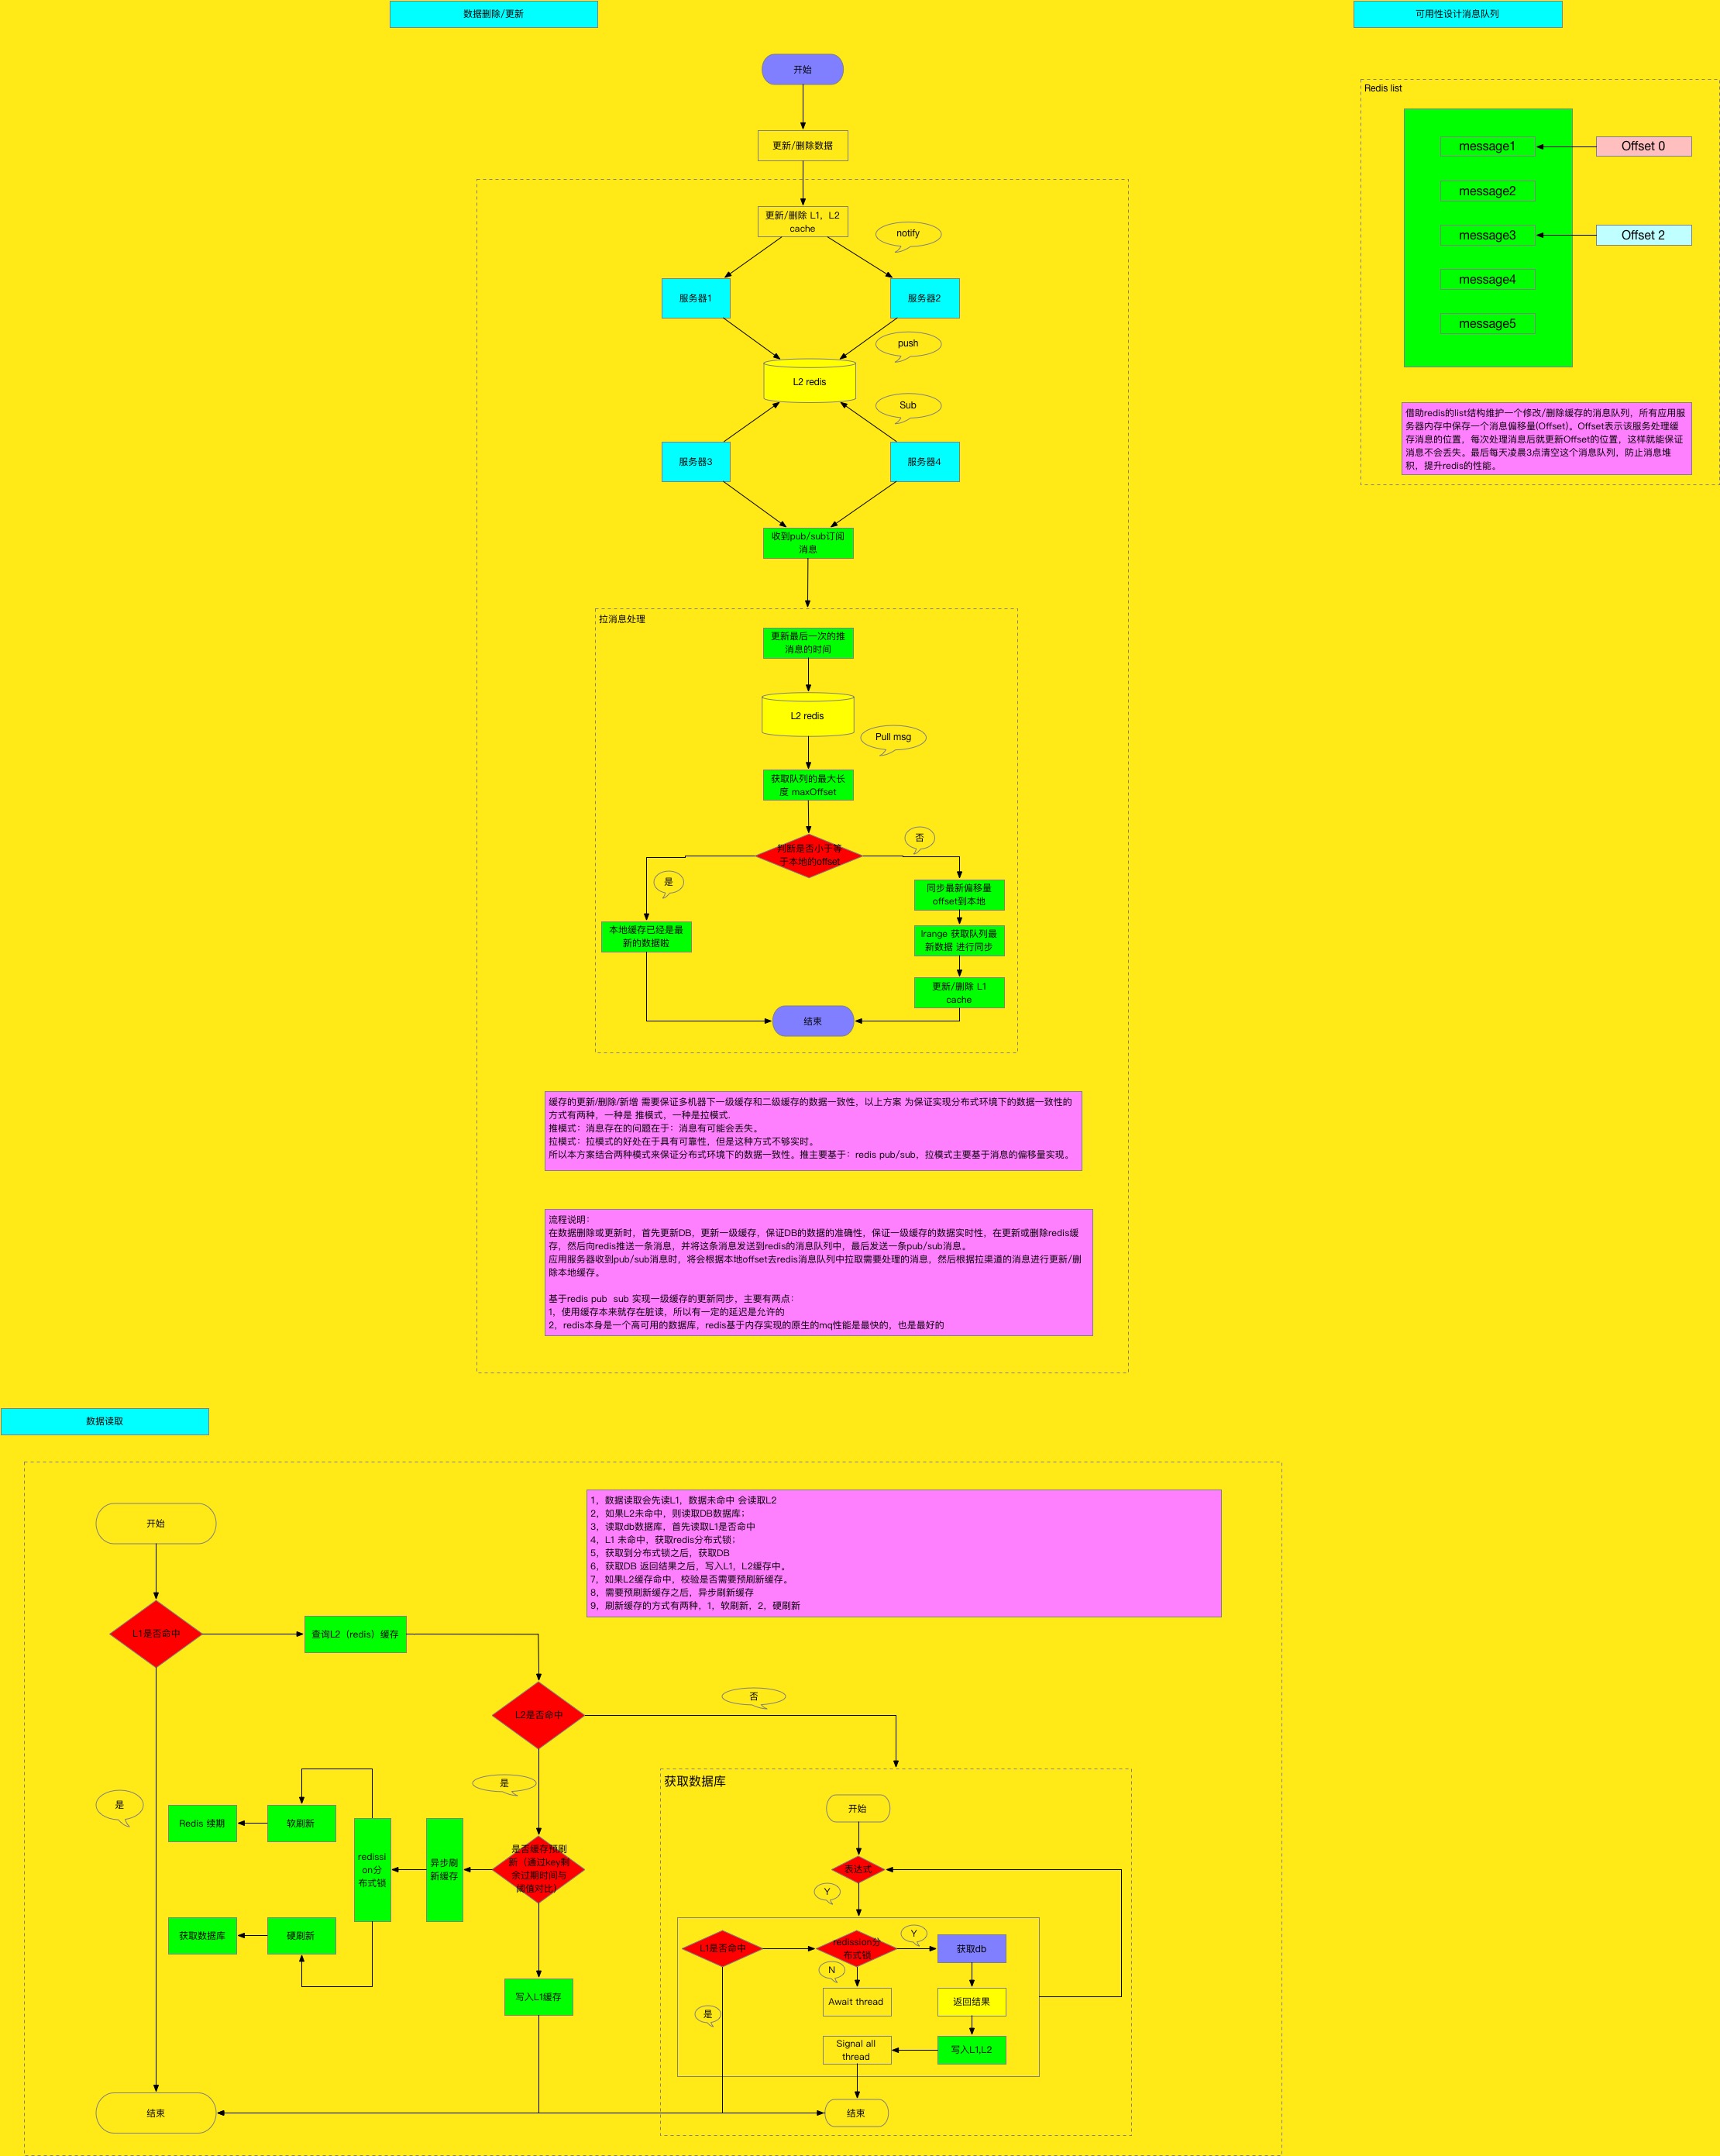 数据删除/更新
可用性设计消息队列
开始
更新/删除数据
更新/删除 L1，L2
cache
notify
服务器1
服务器2
push
L2 redis
Sub
服务器3
服务器4
收到pub/sub订阅
消息
拉消息处理
更新最后一次的推
消息的时间
L2 redis
Pull msg
获取队列的最大长
度 maxOffset
判断是否小于等
于本地的offset
否
是
同步最新偏移量
offset到本地
本地缓存已经是最
新的数据啦
lrange 获取队列最
新数据 进行同步
更新/删除 L1
cache
结束
缓存的更新/删除/新增 需要保证多机器下一级缓存和二级缓存的数据一致性，以上方案 为保证实现分布式环境下的数据一致性的
方式有两种，一种是 推模式，一种是拉模式.
推模式：消息存在的问题在于：消息有可能会丢失。
拉模式：拉模式的好处在于具有可靠性，但是这种方式不够实时。
所以本方案结合两种模式来保证分布式环境下的数据一致性。推主要基于：redis pub/sub，拉模式主要基于消息的偏移量实现。
流程说明：
在数据删除或更新时，首先更新DB，更新一级缓存，保证DB的数据的准确性，保证一级缓存的数据实时性，在更新或删除redis缓
存，然后向redis推送一条消息，并将这条消息发送到redis的消息队列中，最后发送一条pub/sub消息。
应用服务器收到pub/sub消息时，将会根据本地offset去redis消息队列中拉取需要处理的消息，然后根据拉渠道的消息进行更新/删
除本地缓存。
基于redis pub  sub 实现一级缓存的更新同步，主要有两点：
1，使用缓存本来就存在脏读，所以有一定的延迟是允许的
2，redis本身是一个高可用的数据库，redis基于内存实现的原生的mq性能是最快的，也是最好的
Redis list
message1
Offset 0
message2
message3
Offset 2
message4
message5
借助redis的list结构维护一个修改/删除缓存的消息队列，所有应用服
务器内存中保存一个消息偏移量(Offset)。Offset表示该服务处理缓
存消息的位置，每次处理消息后就更新Offset的位置，这样就能保证
消息不会丢失。最后每天凌晨3点清空这个消息队列，防止消息堆
积，提升redis的性能。
数据读取
1，数据读取会先读L1，数据未命中 会读取L2
2，如果L2未命中，则读取DB数据库；
3，读取db数据库，首先读取L1是否命中
4，L1 未命中，获取redis分布式锁；
5，获取到分布式锁之后，获取DB
6，获取DB 返回结果之后，写入L1，L2缓存中。
7，如果L2缓存命中，校验是否需要预刷新缓存。
8，需要预刷新缓存之后，异步刷新缓存
9，刷新缓存的方式有两种，1，软刷新，2，硬刷新
开始
L1是否命中
查询L2（redis）缓存
L2是否命中
否
是
是
Redis 续期
软刷新
redissi
on分
布式锁
异步刷
新缓存
是否缓存预刷
新（通过key剩
余过期时间与
阈值对比）
获取数据库
硬刷新
写入L1缓存
结束
获取数据库
开始
表达式
Y
L1是否命中
redission分
布式锁
Y
获取db
N
Await thread
返回结果
是
Signal all
thread
写入L1,L2
结束